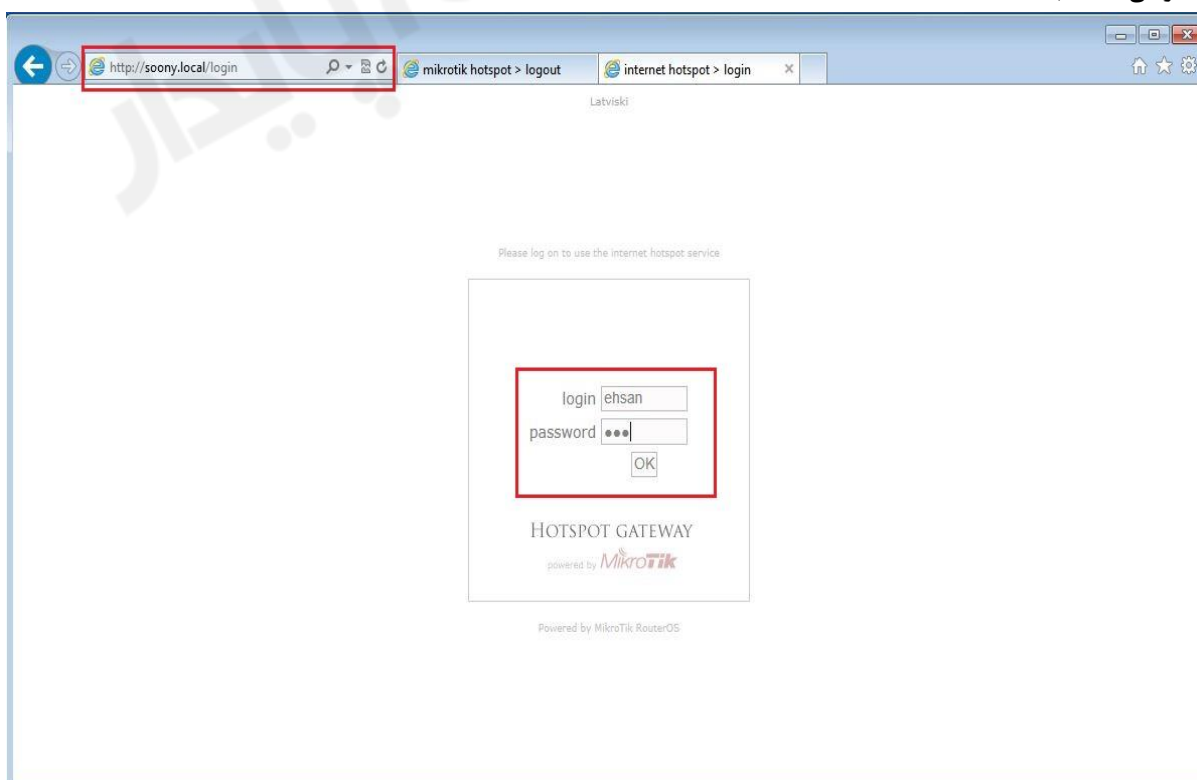 http://soony.local/login
mikrotik hotspot > logout
internet hotspot > login
Latviski
Please log on to use the internet hotspot service
login ehsan
password •••
OK
HOTSPOT GATEWAY
powered by MikroTik
Powered by MikroTik RouterOS